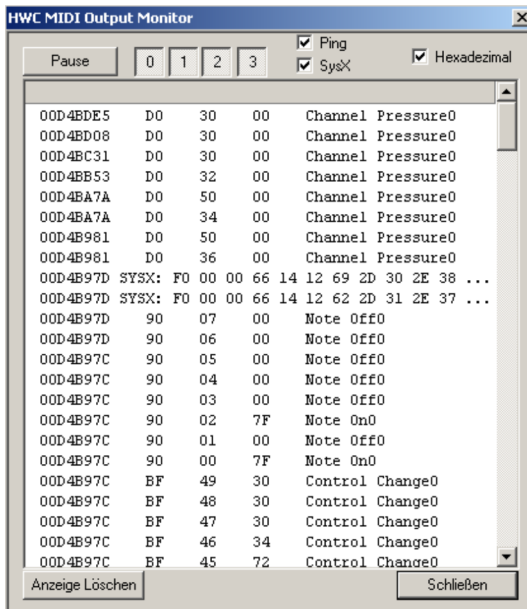 HWC MIDI Output Monitor
Pause 0 1 2 3 Ping Hexadezimal
SysX
00D4BDE5 D0 30 00 Channel Pressure0
00D4BD08 D0 30 00 Channel Pressure0
00D4BC31 D0 30 00 Channel Pressure0
00D4BB53 D0 32 00 Channel Pressure0
00D4BA7A D0 50 00 Channel Pressure0
00D4BA7A D0 34 00 Channel Pressure0
00D4B981 D0 50 00 Channel Pressure0
00D4B981 D0 36 00 Channel Pressure0
00D4B97D SYSX: F0 00 00 66 14 12 69 2D 30 2E 38 ...
00D4B97D SYSX: F0 00 00 66 14 12 62 2D 31 2E 37 ...
00D4B97D 90 07 00 Note Off0
00D4B97D 90 06 00 Note Off0
00D4B97C 90 05 00 Note Off0
00D4B97C 90 04 00 Note Off0
00D4B97C 90 03 00 Note Off0
00D4B97C 90 02 7F Note On0
00D4B97C 90 01 00 Note Off0
00D4B97C 90 00 7F Note On0
00D4B97C BF 49 30 Control Change0
00D4B97C BF 48 30 Control Change0
00D4B97C BF 47 30 Control Change0
00D4B97C BF 46 34 Control Change0
00D4B97C BF 45 72 Control Change0
Anzeige Löschen Schließen